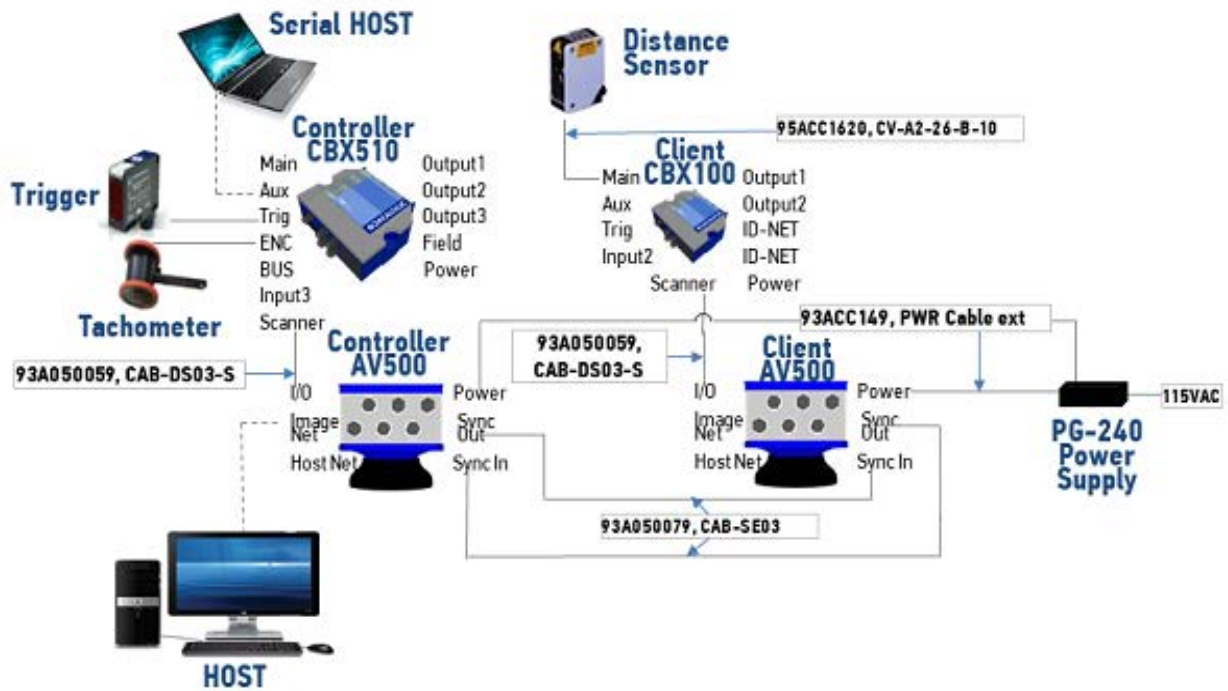 Serial HOST
Distance
Sensor
95ACC1620, CV-A2-26-B-10
Controller
CBX510
Client
CBX100
Trigger
Tachometer
Main
Aux
Trig
ENC
BUS
Input3
Scanner
Output1
Output2
Output3
Field
Power
Main
Aux
Trig
Input2
Scanner
Output1
Output2
ID-NET
ID-NET
Power
93ACC149, PWR Cable ext
93A050059, CAB-DS03-S
Controller
AV500
93A050059,
CAB-DS03-S
Client
AV500
I/O
Image
Net
Host Net
Power
Sync
Out
Sync In
I/O
Image
Net
Host Net
Power
Sync
Out
Sync In
115VAC
PG-240
Power
Supply
93A050079, CAB-SE03
HOST